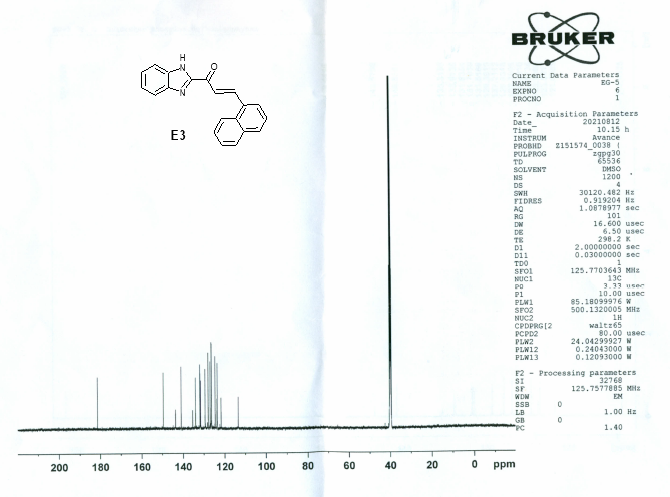 BRUKER
H
N
O
N
E3
Current Data Parameters
NAME EG-5
EXPNO 6
PROCNO 1
F2 - Acquisition Parameters
Date_ 20210812
Time 10.15 h
INSTRUM Avance
PROBHD Z151574_0038 (
PULPROG zgpg30
TD 65536
SOLVENT DMSO
NS 1200
DS 4
SWH 30120.482 Hz
FIDRES 0.919204 Hz
AQ 1.0878977 sec
RG 101
DW 16.600 usec
DE 6.50 usec
TE 298.2 K
D1 2.00000000 sec
D11 0.03000000 sec
TD0 1
SFO1 125.7703643 MHz
NUC1 13C
P0 3.33 usec
P1 10.00 usec
PLW1 85.18099976 W
SFO2 500.1320005 MHz
NUC2 1H
CPDPRG[2 waltz65
PCPD2 80.00 usec
PLW2 24.04299927 W
PLW12 0.24043000 W
PLW13 0.12093000 W
F2 - Processing parameters
SI 32768
SF 125.7577885 MHz
WDW EM
SSB 0
LB 1.00 Hz
GB 0
PC 1.40
200 180 160 140 120 100 80 60 40 20 0 ppm